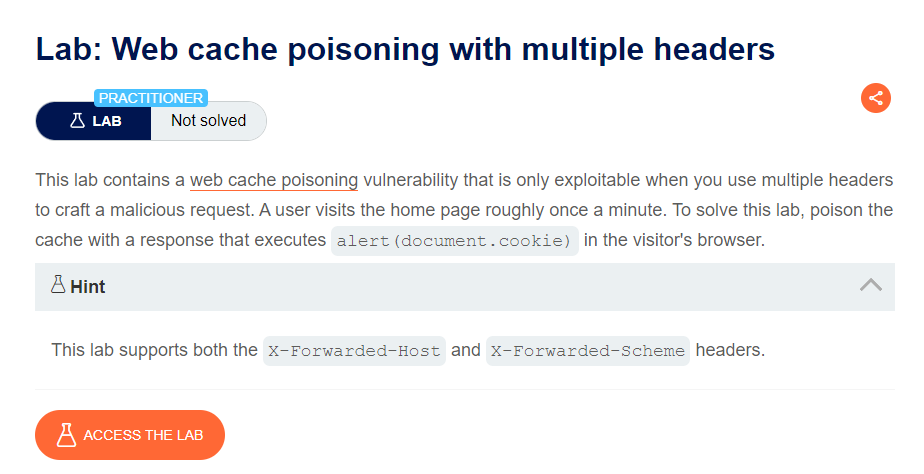 Lab: Web cache poisoning with multiple headers
PRACTITIONER
LAB Not solved
This lab contains a web cache poisoning vulnerability that is only exploitable when you use multiple headers
to craft a malicious request. A user visits the home page roughly once a minute. To solve this lab, poison the
cache with a response that executes alert(document.cookie) in the visitor's browser.
Hint
This lab supports both the X-Forwarded-Host and X-Forwarded-Scheme headers.
ACCESS THE LAB